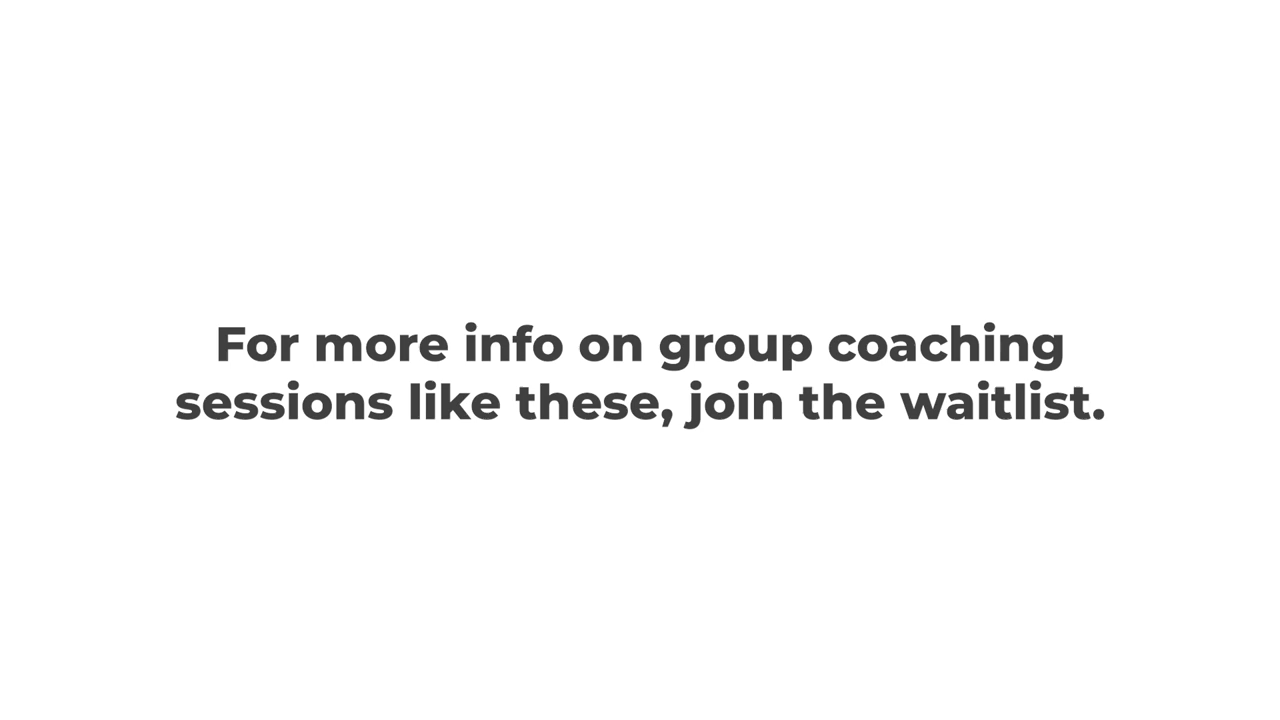 For more info on group coaching
sessions like these, join the waitlist.